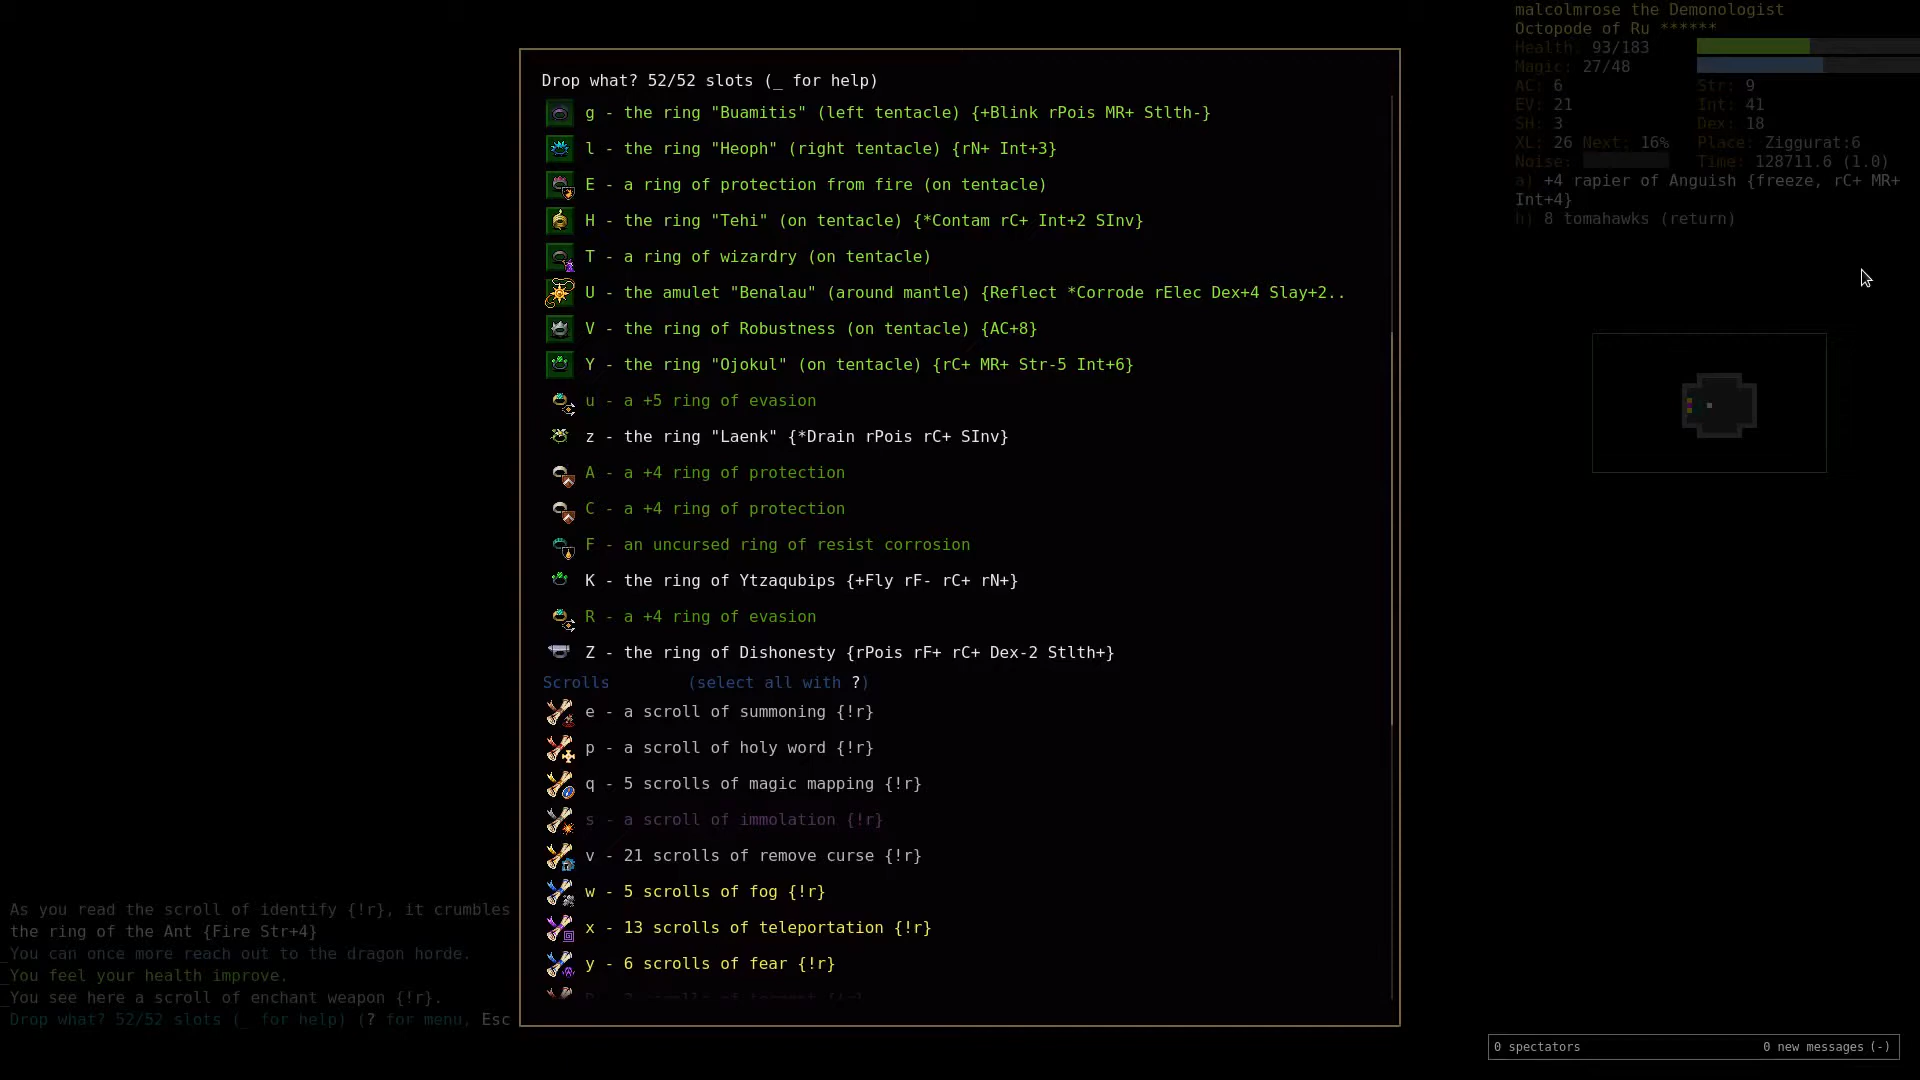 malcolmrose the Demonologist
Octopode of Ru ******
Health: 93/183
Magic: 27/48
AC: 6 Str: 9
EV: 21 Int: 41
SH: 3 Dex: 18
XL: 26 Next: 16% Place: Ziggurat:6
Noise: Time: 128711.6 (1.0)
a) +4 rapier of Anguish {freeze, rC+ MR+
Int+4}
h) 8 tomahawks (return)
Drop what? 52/52 slots (_ for help)
g - the ring "Buamitis" (left tentacle) {+Blink rPois MR+ Stlth-}
l - the ring "Heoph" (right tentacle) {rN+ Int+3}
E - a ring of protection from fire (on tentacle)
H - the ring "Tehi" (on tentacle) {*Contam rC+ Int+2 SInv}
T - a ring of wizardry (on tentacle)
U - the amulet "Benalau" (around mantle) {Reflect *Corrode rElec Dex+4 Slay+2..
V - the ring of Robustness (on tentacle) {AC+8}
Y - the ring "Ojokul" (on tentacle) {rC+ MR+ Str-5 Int+6}
u - a +5 ring of evasion
z - the ring "Laenk" {*Drain rPois rC+ SInv}
A - a +4 ring of protection
C - a +4 ring of protection
F - an uncursed ring of resist corrosion
K - the ring of Ytzaqubips {+Fly rF- rC+ rN+}
R - a +4 ring of evasion
Z - the ring of Dishonesty {rPois rF+ rC+ Dex-2 Stlth+}
Scrolls (select all with ?)
e - a scroll of summoning {!r}
p - a scroll of holy word {!r}
q - 5 scrolls of magic mapping {!r}
s - a scroll of immolation {!r}
v - 21 scrolls of remove curse {!r}
w - 5 scrolls of fog {!r}
x - 13 scrolls of teleportation {!r}
y - 6 scrolls of fear {!r}
As you read the scroll of identify {!r}, it crumbles
the ring of the Ant {Fire Str+4}
_You can once more reach out to the dragon horde.
_You feel your health improve.
_You see here a scroll of enchant weapon {!r}.
Drop what? 52/52 slots (_ for help) (? for menu, Esc
0 spectators 0 new messages (-)